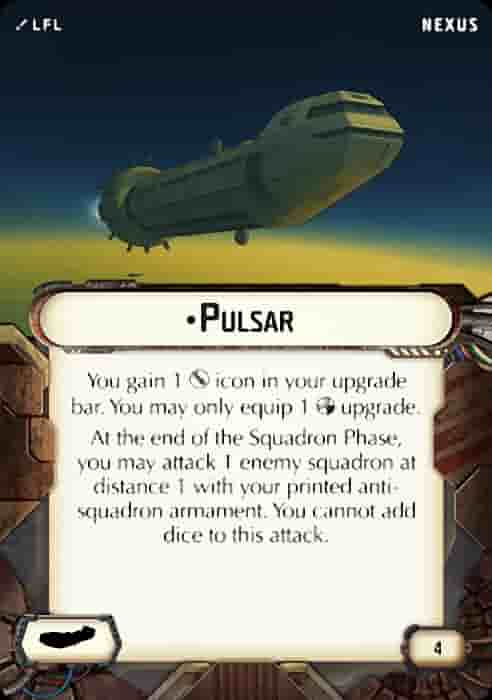 LFL
NEXUS
•PULSAR
You gain 1 icon in your upgrade
bar. You may only equip 1 upgrade.
At the end of the Squadron Phase,
you may attack 1 enemy squadron at
distance 1 with your printed anti-
squadron armament. You cannot add
dice to this attack.
4